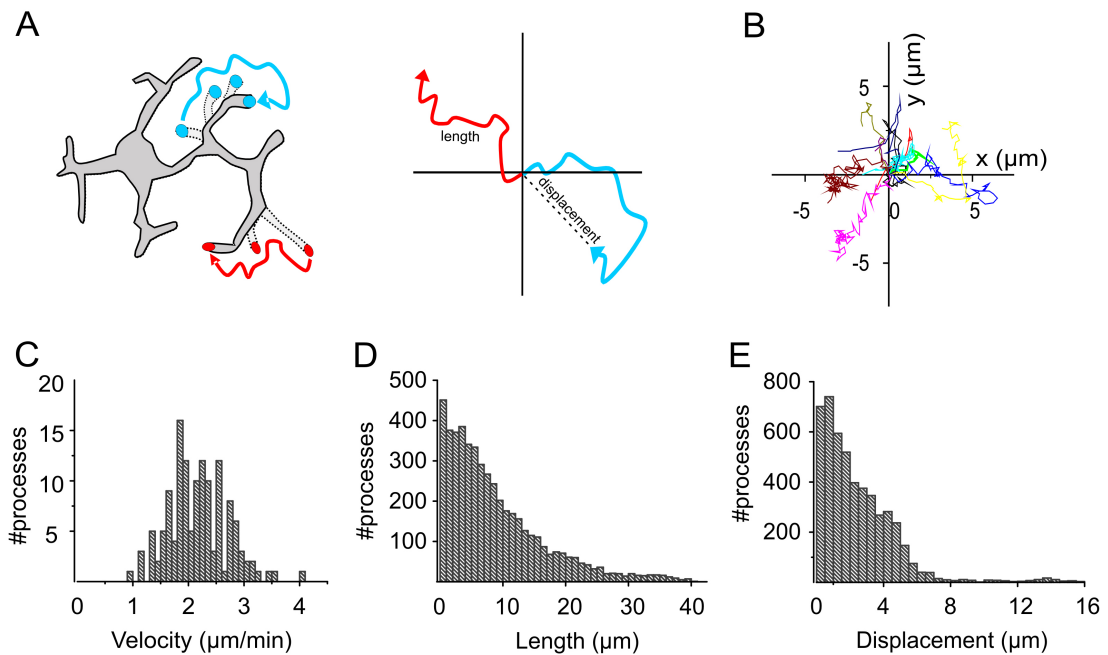 A
B
length
displacement
y (µm)
x (µm)
5
-5
0
5
-5
C
D
E
#processes
20
15
10
5
0
1
2
3
4
Velocity (µm/min)
#processes
500
400
300
200
100
0
10
20
30
40
Length (µm)
#processes
800
600
400
200
0
4
8
12
16
Displacement (µm)